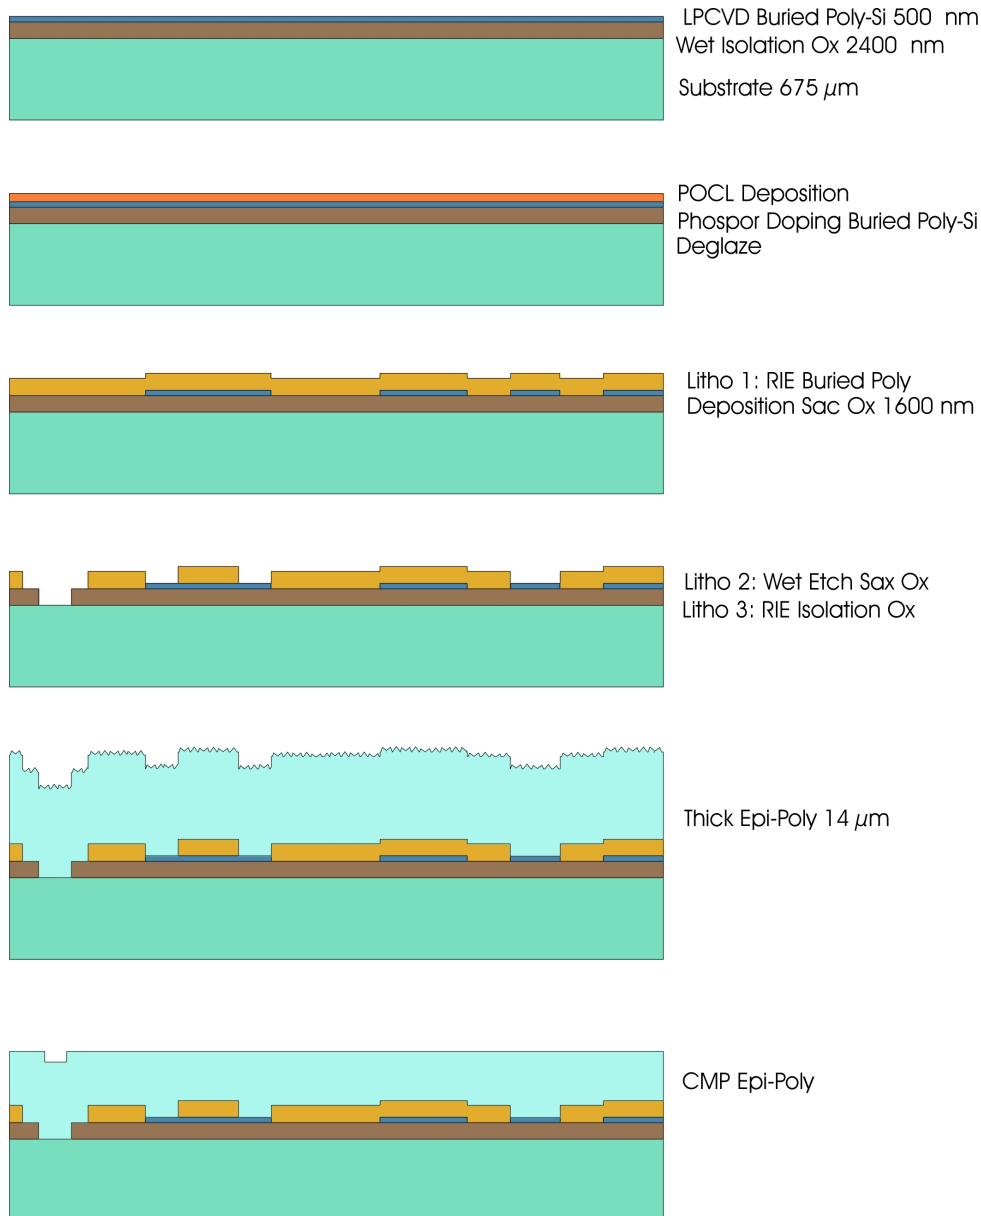 LPCVD Buried Poly-Si 500 nm
Wet Isolation Ox 2400 nm
Substrate 675 µm
POCL Deposition
Phospor Doping Buried Poly-Si
Deglaze
Litho 1: RIE Buried Poly
Deposition Sac Ox 1600 nm
Litho 2: Wet Etch Sax Ox
Litho 3: RIE Isolation Ox
Thick Epi-Poly 14 µm
CMP Epi-Poly